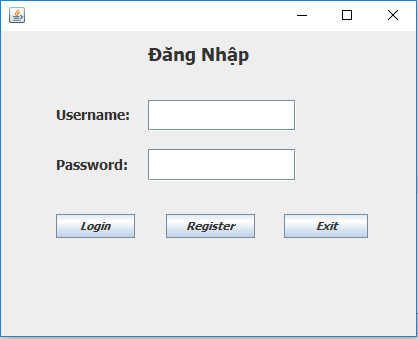 Đăng Nhập
Username:
Password:
Login Register Exit